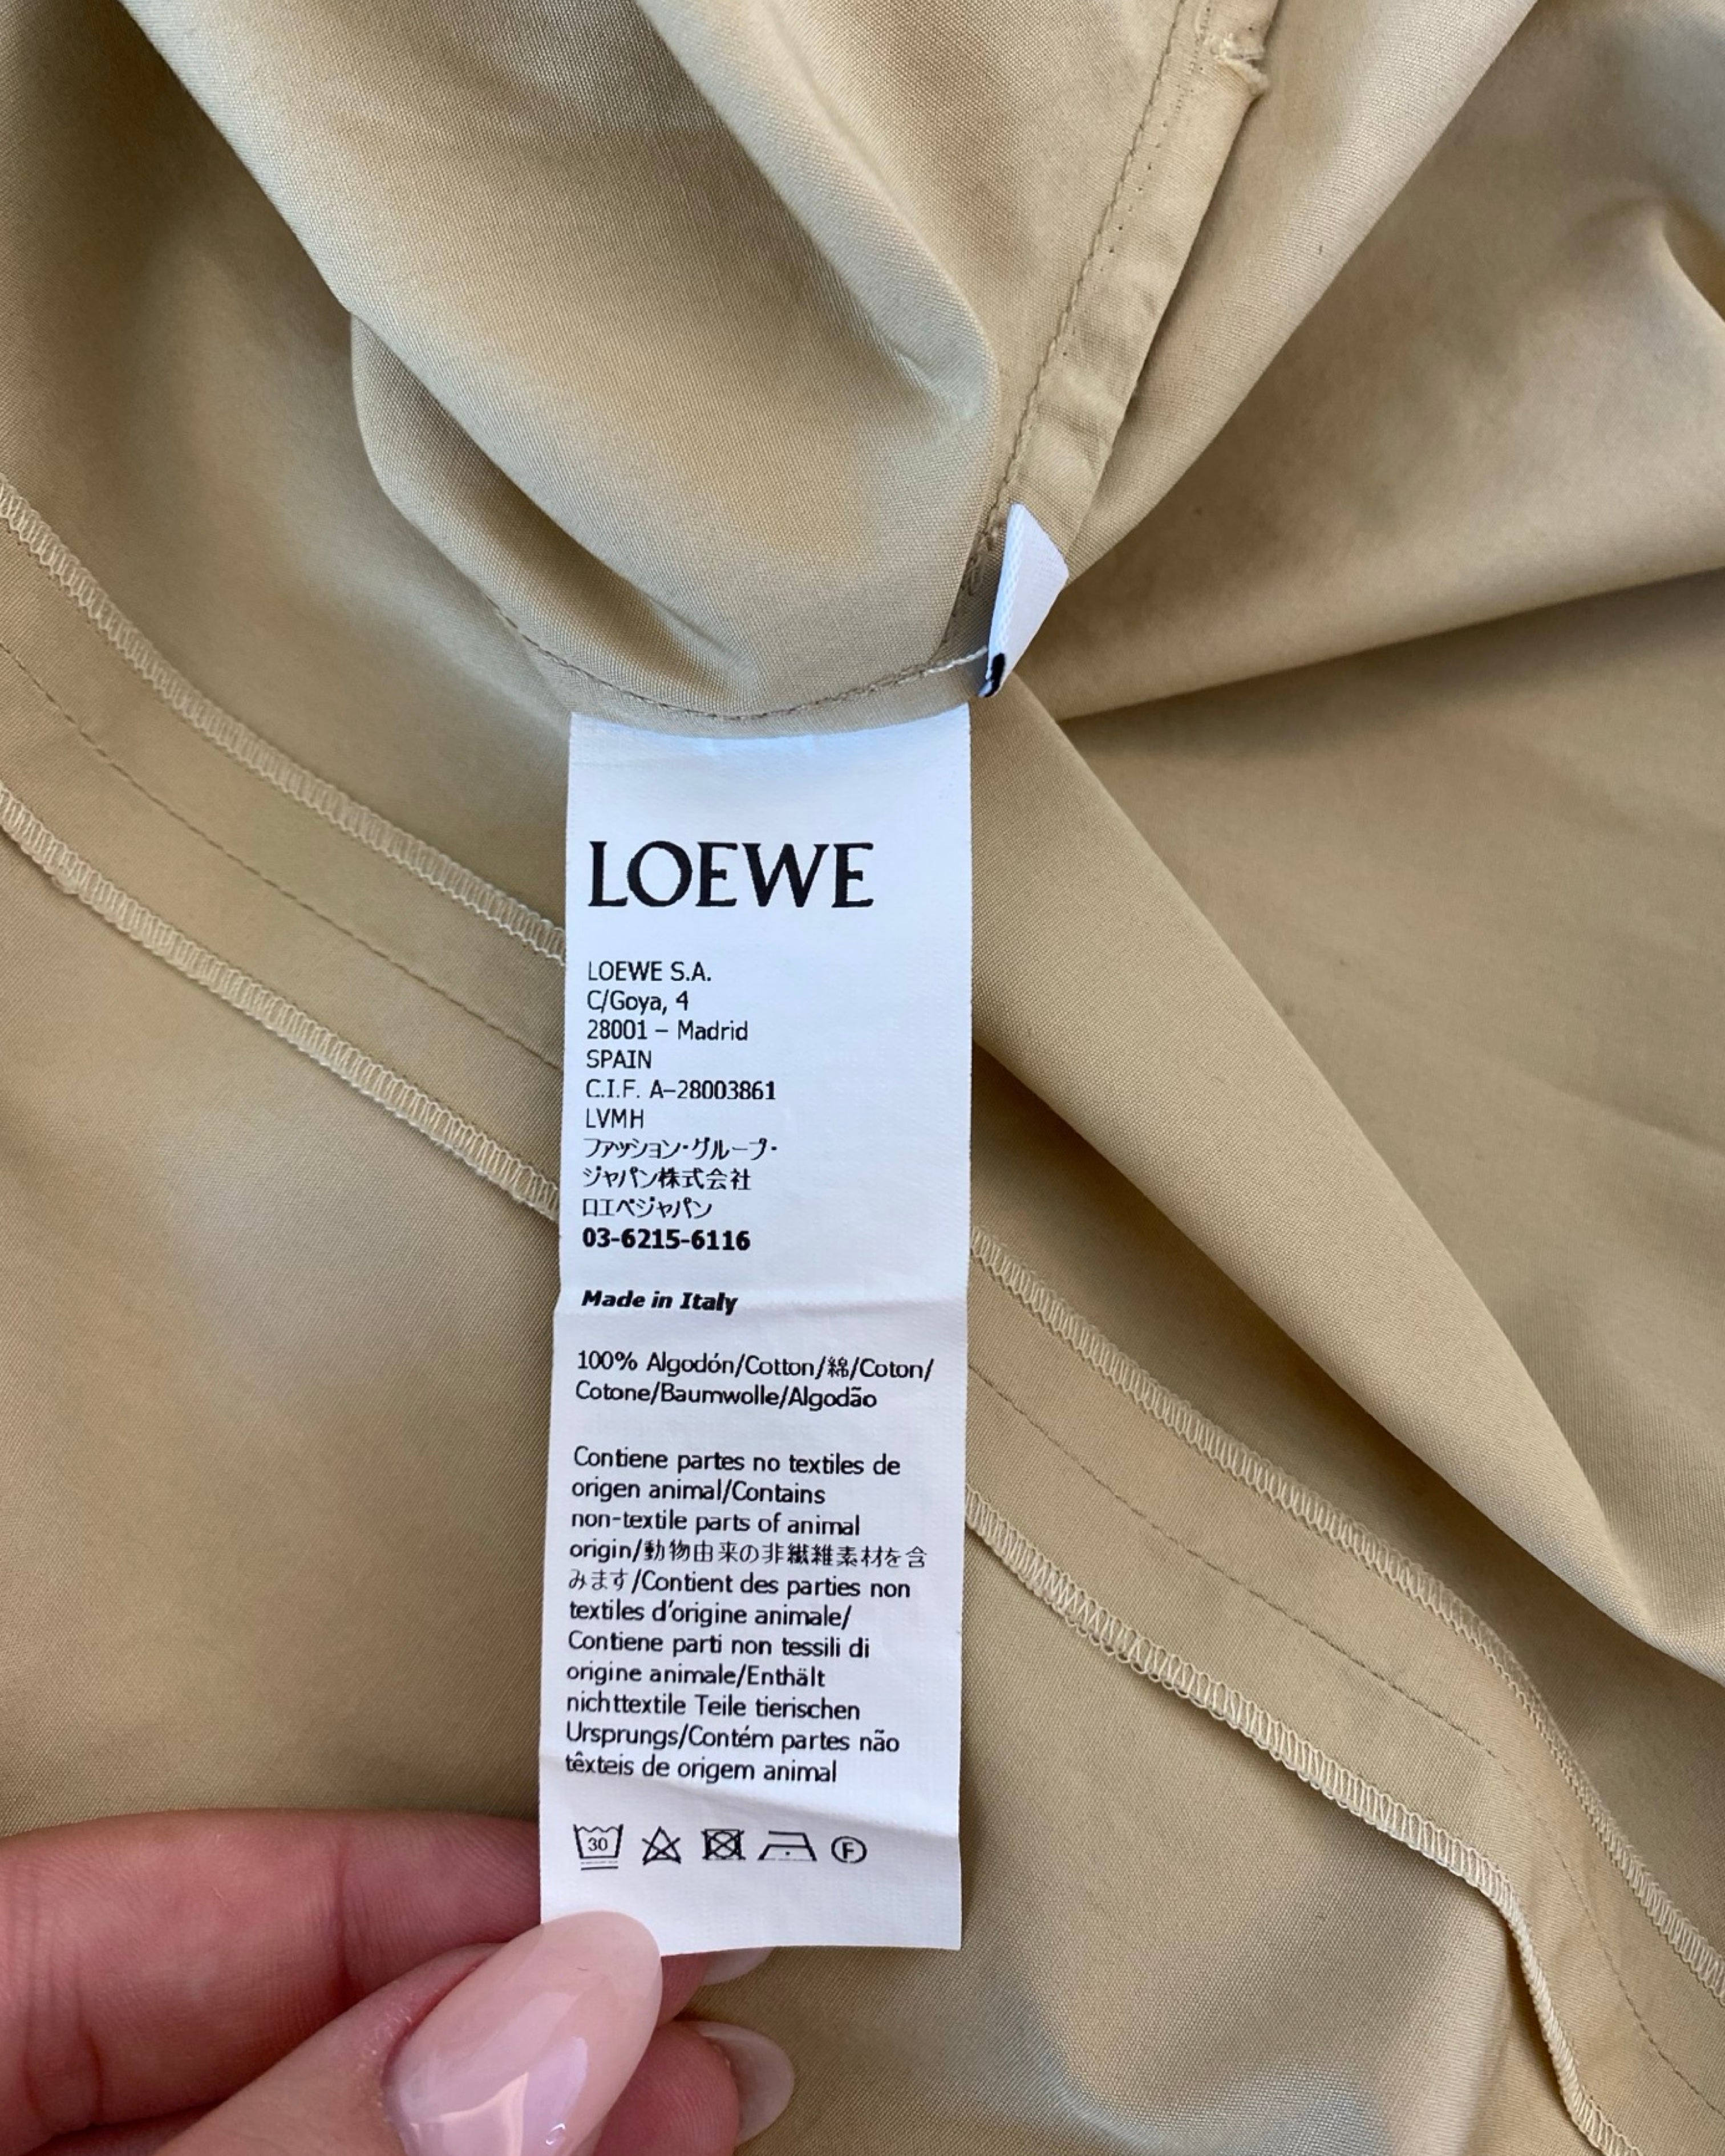 LOEWE
LOEWE S.A.
C/Goya, 4
28001 – Madrid
SPAIN
C.I.F. A–28003861
LVMH
ファッション・グループ・
ジャパン株式会社
ロエベジャパン
03-6215-6116
Made in Italy
100% Algodón/Cotton/綿/Coton/
Cotone/Baumwolle/Algodão
Contiene partes no textiles de
origen animal/Contains
non-textile parts of animal
origin/動物由来の非繊維素材を含
みます/Contient des parties non
textiles d'origine animale/
Contiene parti non tessili di
origine animale/Enthält
nichttextile Teile tierischen
Ursprungs/Contém partes não
têxteis de origem animal
30 F